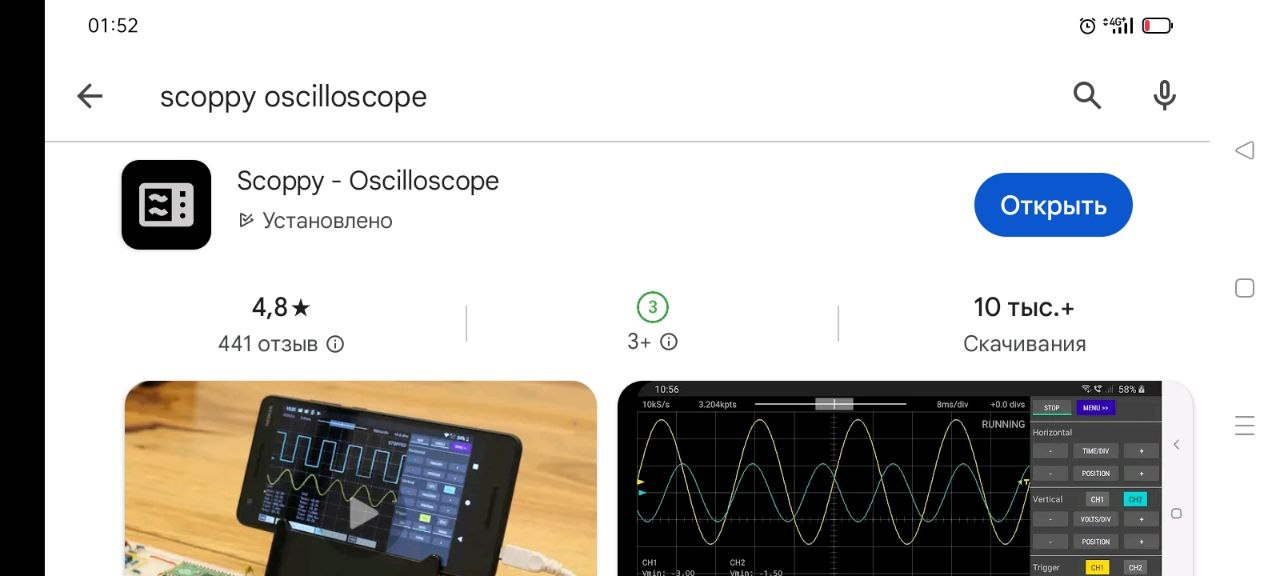 01:52
4G+
scoppy oscilloscope
Scoppy - Oscilloscope
Установлено
Открыть
4,8★
441 отзыв
3
3+
10 тыс.+
Скачивания
10:56
58%
10kS/s 3.204kpts 8ms/div +0.0 divs
STOP MENU >>
RUNNING
Horizontal
- TIME/DIV +
- POSITION +
Vertical CH1 CH2
- VOLTS/DIV +
- POSITION +
CH1 CH2
Vmin: -3.00 Vmin: -1.50
Trigger CH1 CH2